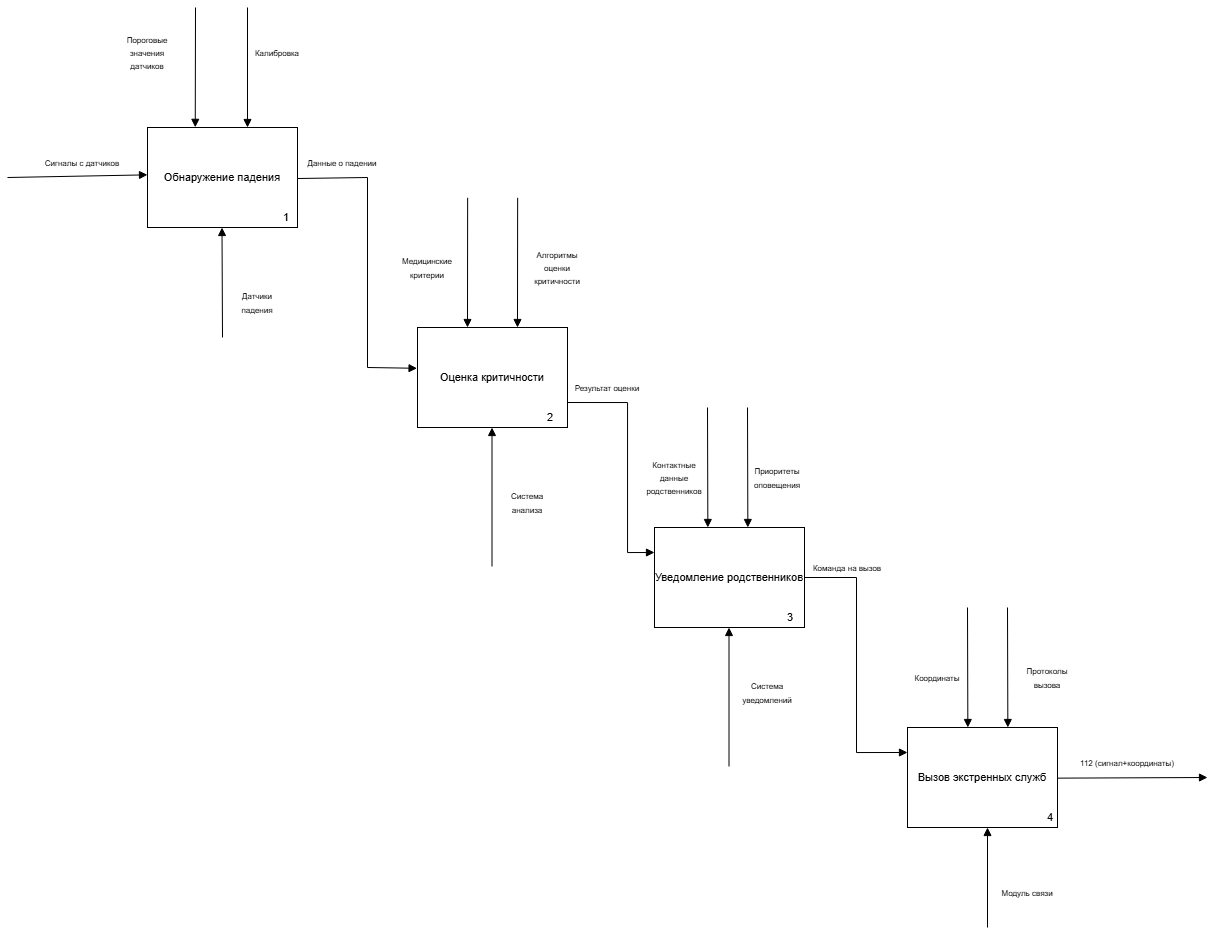 Пороговые
значения
датчиков
Калибровка
Сигналы с датчиков
Обнаружение падения
1
Данные о падении
Датчики
падения
Медицинские
критерии
Алгоритмы
оценки
критичности
Оценка критичности
2
Результат оценки
Система
анализа
Контактные
данные
родственников
Приоритеты
оповещения
Уведомление родственников
3
Команда на вызов
Система
уведомлений
Координаты
Протоколы
вызова
Вызов экстренных служб
4
112 (сигнал+координаты)
Модуль связи